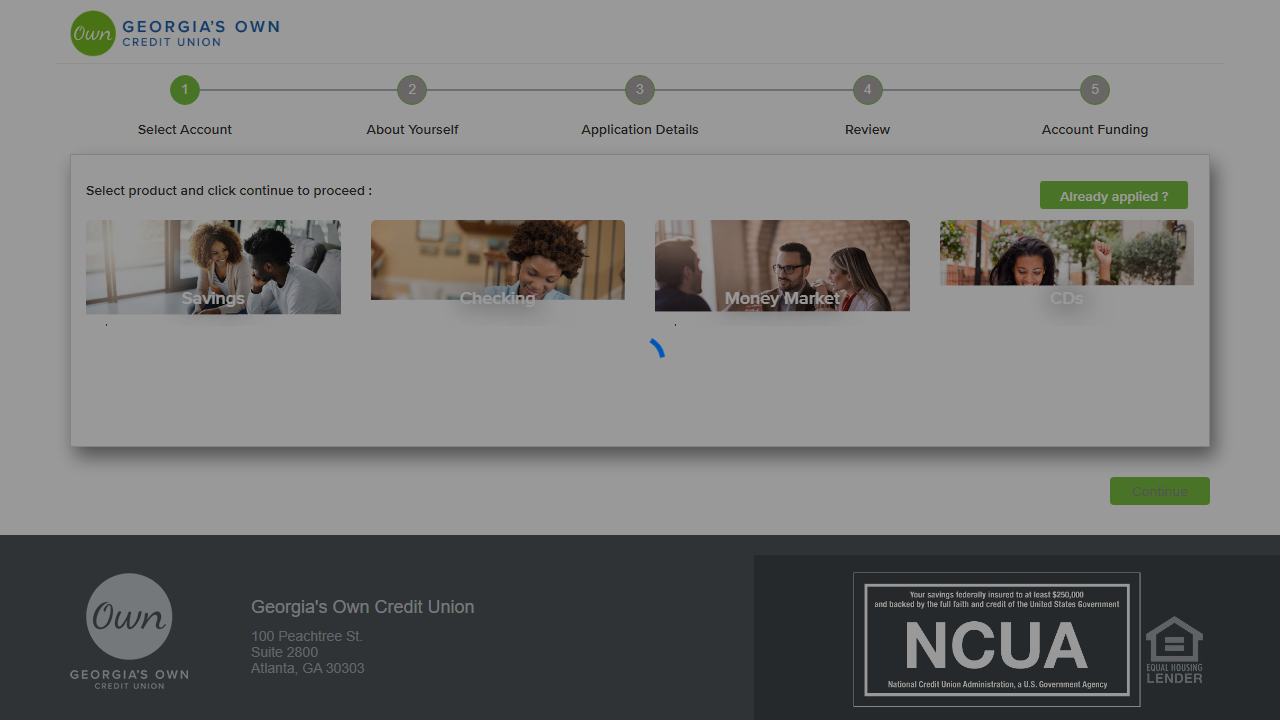 Own GEORGIA'S OWN
CREDIT UNION
1 2 3 4 5
Select Account About Yourself Application Details Review Account Funding
Select product and click continue to proceed :
Already applied ?
Savings Checking Money Market CDs
Continue
Own
GEORGIA'S OWN
CREDIT UNION
Georgia's Own Credit Union
100 Peachtree St.
Suite 2800
Atlanta, GA 30303
Your savings federally insured to at least $250,000
and backed by the full faith and credit of the United States Government
NCUA
National Credit Union Administration, a U.S. Government Agency
EQUAL HOUSING
LENDER